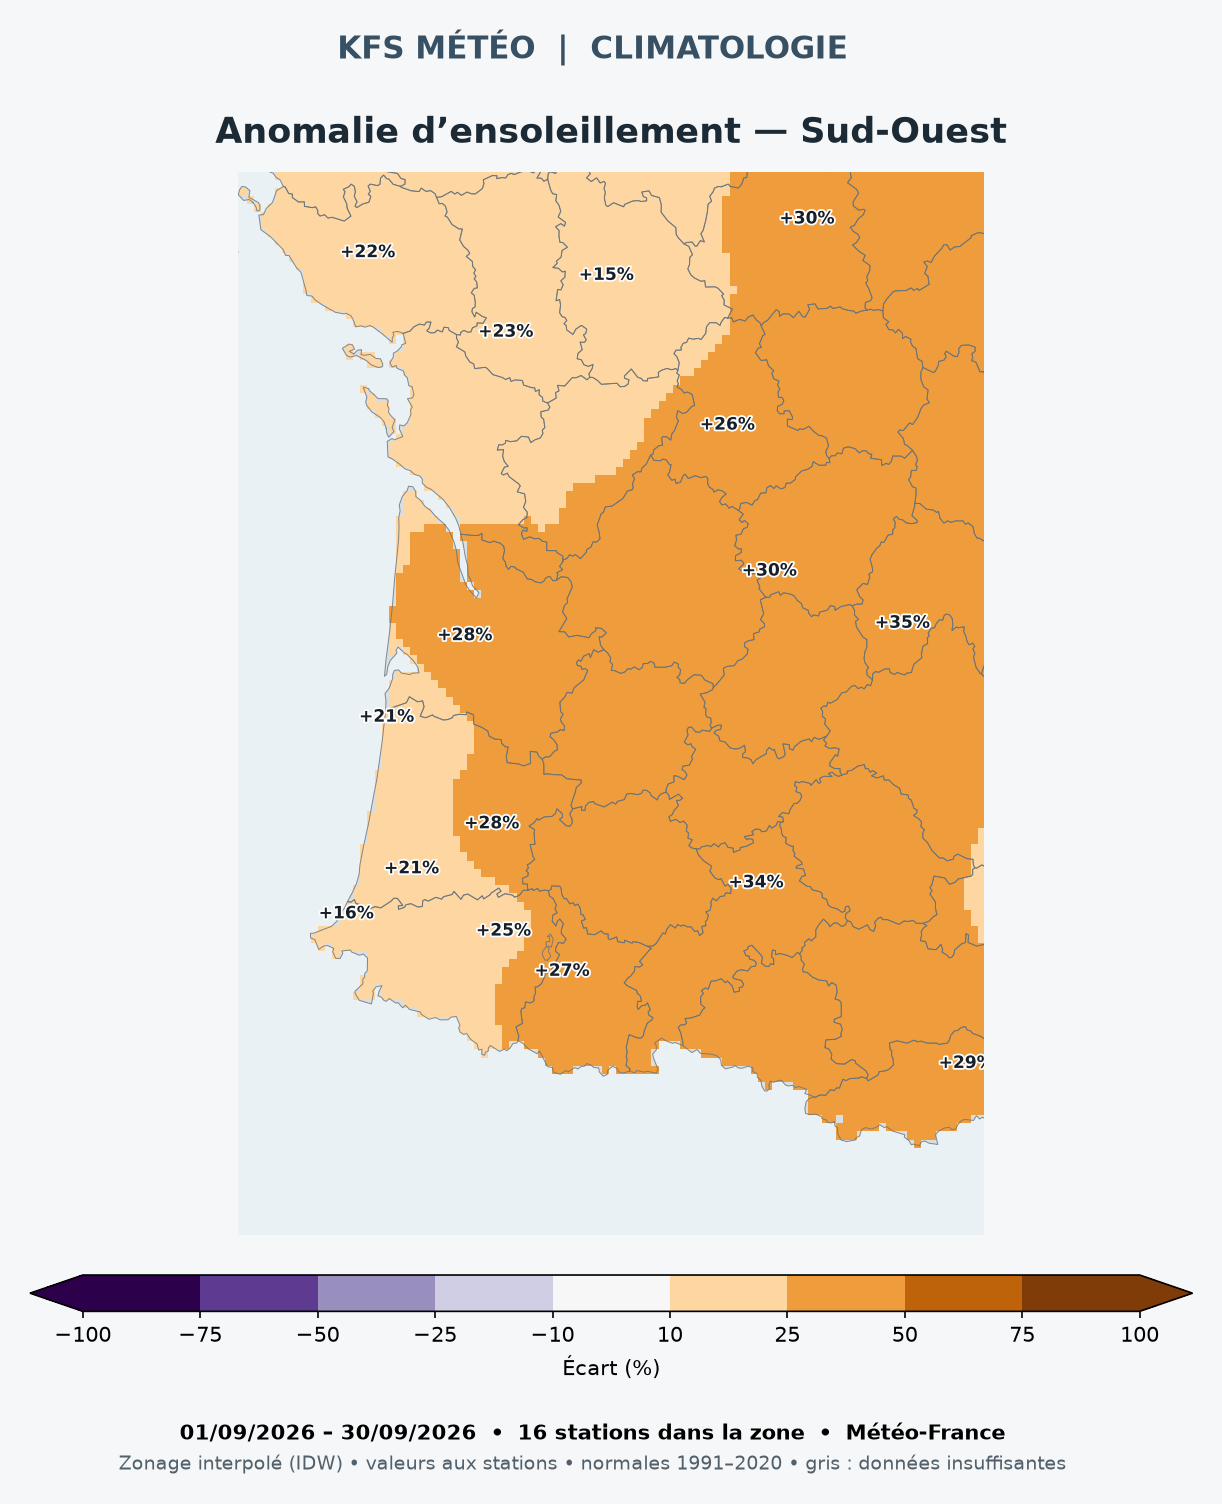 KFS MÉTÉO | CLIMATOLOGIE
Anomalie d’ensoleillement — Sud-Ouest
+30%
+22%
+15%
+23%
+26%
+30%
+35%
+28%
+21%
+28%
+21%
+34%
+16%
+25%
+27%
+29%
−100 −75 −50 −25 −10 10 25 50 75 100
Écart (%)
01/09/2026 – 30/09/2026 • 16 stations dans la zone • Météo-France
Zonage interpolé (IDW) • valeurs aux stations • normales 1991–2020 • gris : données insuffisantes